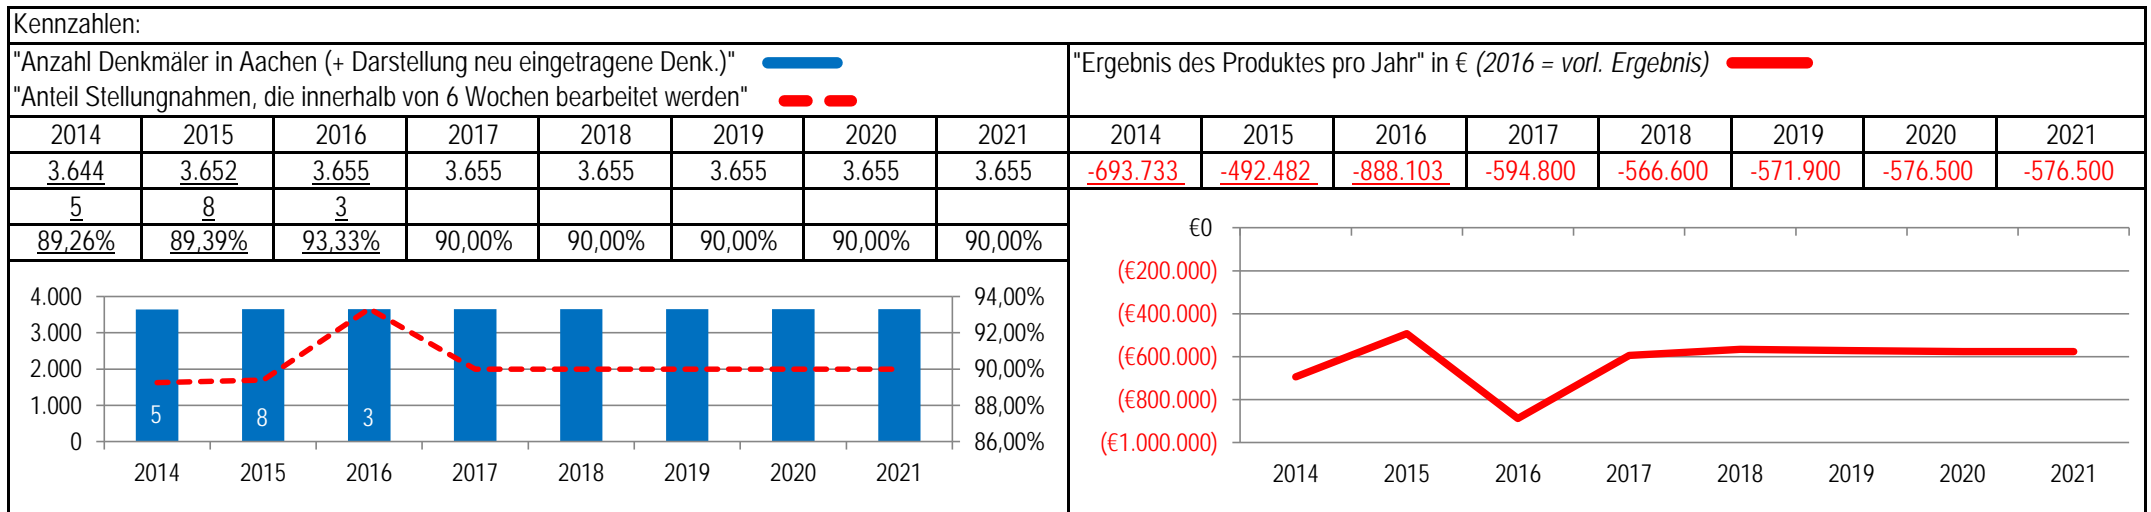 Kennzahlen:
"Anzahl Denkmäler in Aachen (+ Darstellung neu eingetragene Denk.)"
"Anteil Stellungnahmen, die innerhalb von 6 Wochen bearbeitet werden"
"Ergebnis des Produktes pro Jahr" in € (2016 = vorl. Ergebnis)
2014 2015 2016 2017 2018 2019 2020 2021
3.644 3.652 3.655 3.655 3.655 3.655 3.655 3.655
5 8 3
89,26% 89,39% 93,33% 90,00% 90,00% 90,00% 90,00% 90,00%
4.000
3.000
2.000
1.000
0
5 8 3
94,00%
92,00%
90,00%
88,00%
86,00%
2014 2015 2016 2017 2018 2019 2020 2021
2014 2015 2016 2017 2018 2019 2020 2021
-693.733 -492.482 -888.103 -594.800 -566.600 -571.900 -576.500 -576.500
€0
(€200.000)
(€400.000)
(€600.000)
(€800.000)
(€1.000.000)
2014 2015 2016 2017 2018 2019 2020 2021